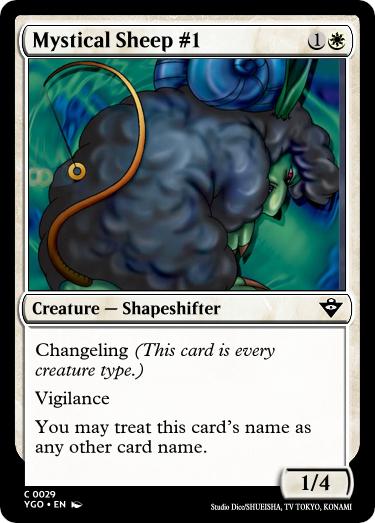 Mystical Sheep #1
1
Creature — Shapeshifter
Changeling (This card is every
creature type.)
Vigilance
You may treat this card's name as
any other card name.
1/4
C 0029
YGO • EN
Studio Dice/SHUEISHA, TV TOKYO, KONAMI